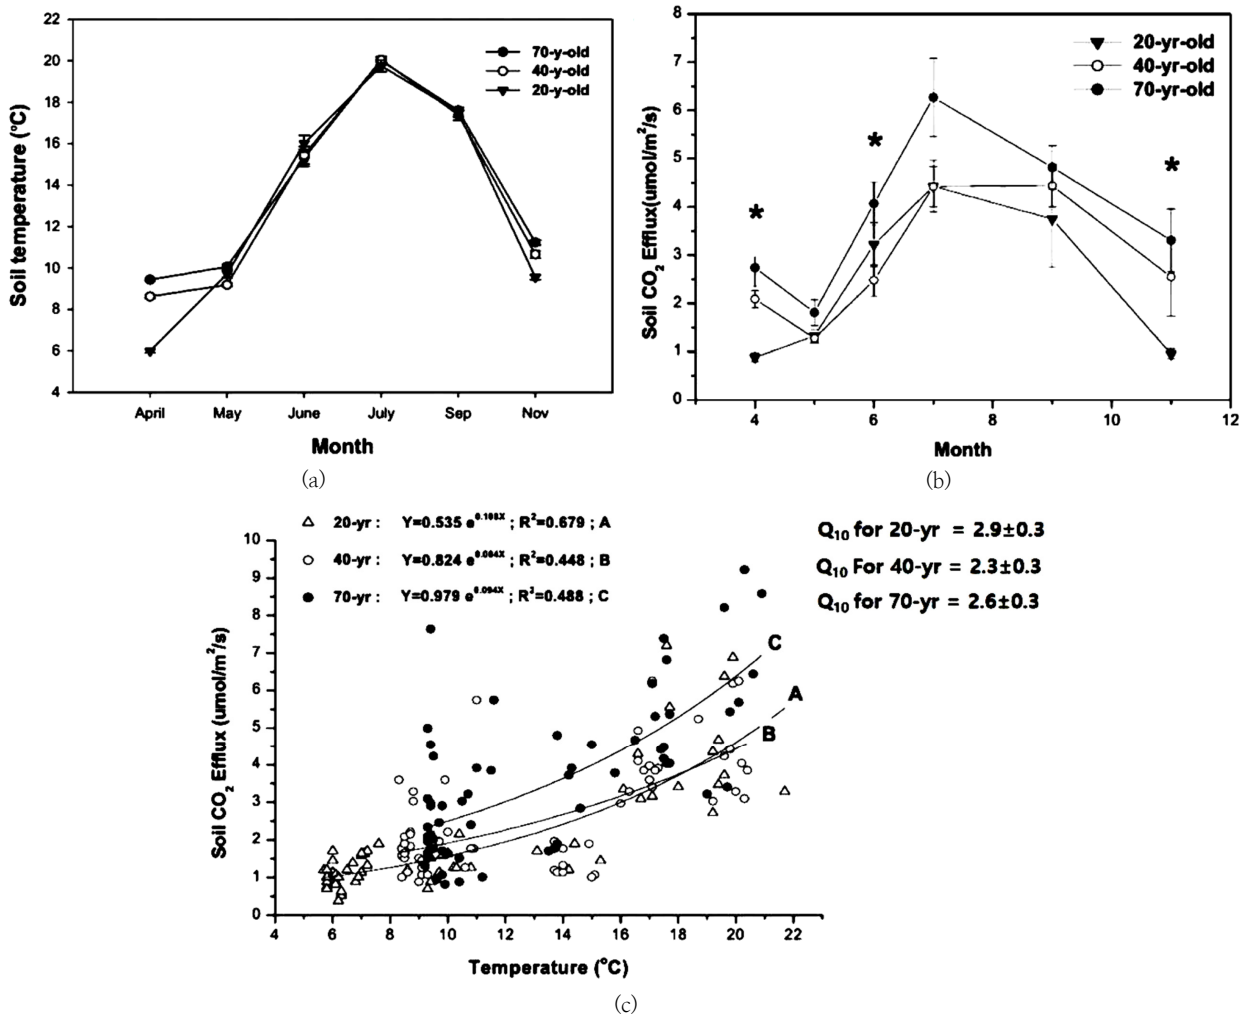 22
20
18
16
14
12
10
8
6
4
Soil temperature (°C)
70-y-old
40-y-old
20-y-old
April May June July Sep Nov
Month
(a)
8
7
6
5
4
3
2
1
0
Soil CO2 Efflux(umol/m2/s)
20-yr-old
40-yr-old
70-yr-old
*
*
*
4 6 8 10 12
Month
(b)
20-yr : Y=0.535 e0.108X ; R2=0.679 ; A
40-yr : Y=0.824 e0.084X ; R2=0.448 ; B
70-yr : Y=0.979 e0.094X ; R2=0.488 ; C
Q10 for 20-yr = 2.9±0.3
Q10 For 40-yr = 2.3±0.3
Q10 for 70-yr = 2.6±0.3
10
9
8
7
6
5
4
3
2
1
0
Soil CO2 Efflux (umol/m2/s)
C
A
B
4 6 8 10 12 14 16 18 20 22
Temperature (°C)
(c)